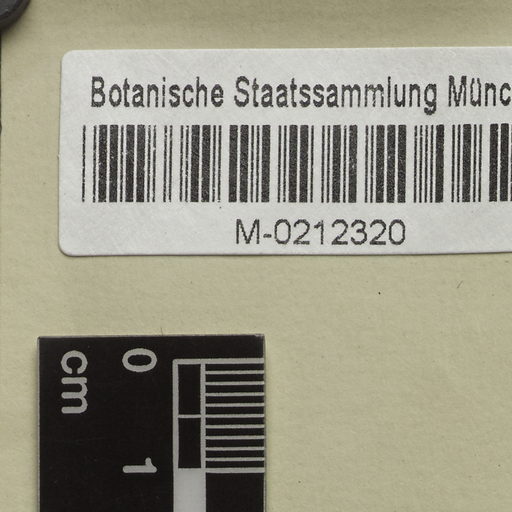 Botanische Staatssammlung Münc
M-0212320
cm
0
1